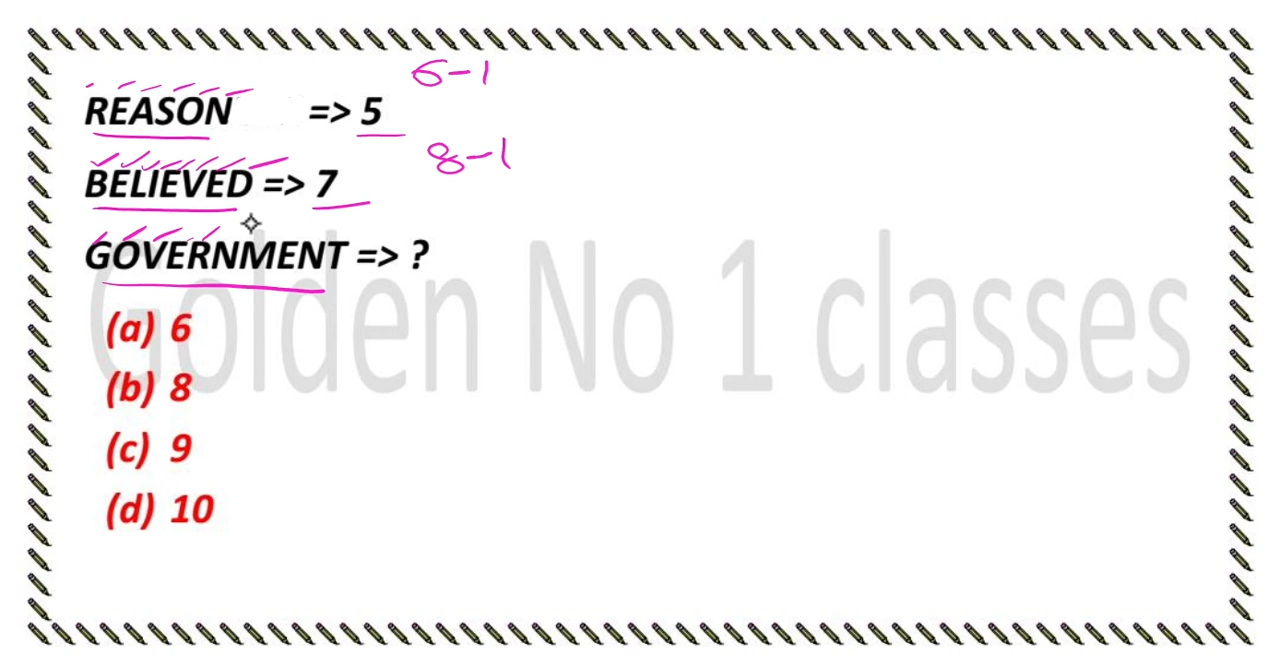 REASON => 5 6-1
BELIEVED => 7 8-1
GOVERNMENT => ?
Golden No 1 classes
(a) 6
(b) 8
(c) 9
(d) 10